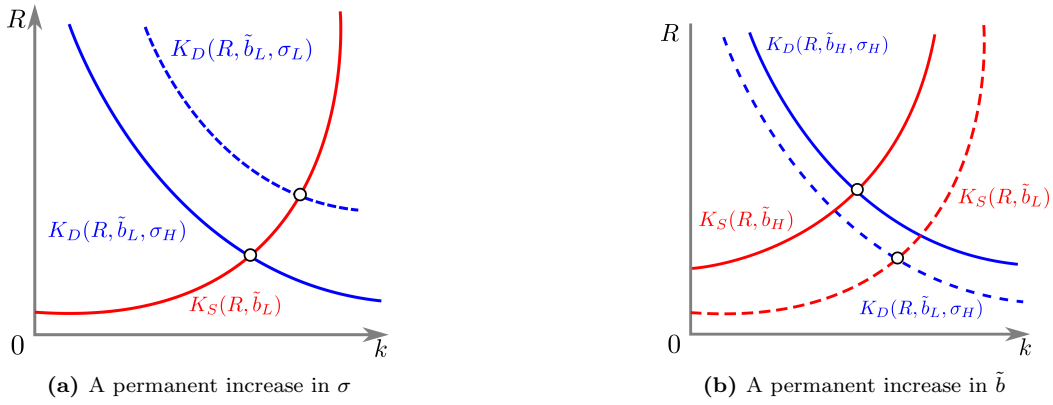 R
K_D(R, b̃_L, σ_L)
K_D(R, b̃_L, σ_H)
K_S(R, b̃_L)
0
k
(a) A permanent increase in σ
R
K_D(R, b̃_H, σ_H)
K_S(R, b̃_L)
K_S(R, b̃_H)
K_D(R, b̃_L, σ_H)
0
k
(b) A permanent increase in b̃